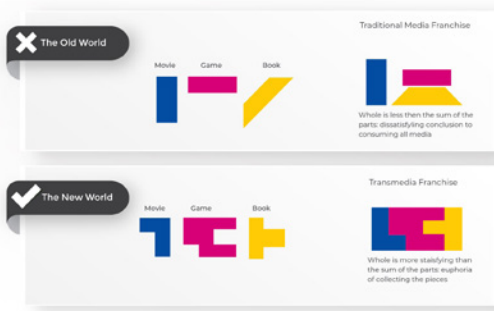 Traditional Media Franchise
The Old World
Movie Game Book
Whole is less then the sum of the
parts: dissatisfying conclusion to
consuming all media
Transmedia Franchise
The New World
Movie Game Book
Whole is more staisfying than
the sum of the parts: euphoria
of collecting the pieces